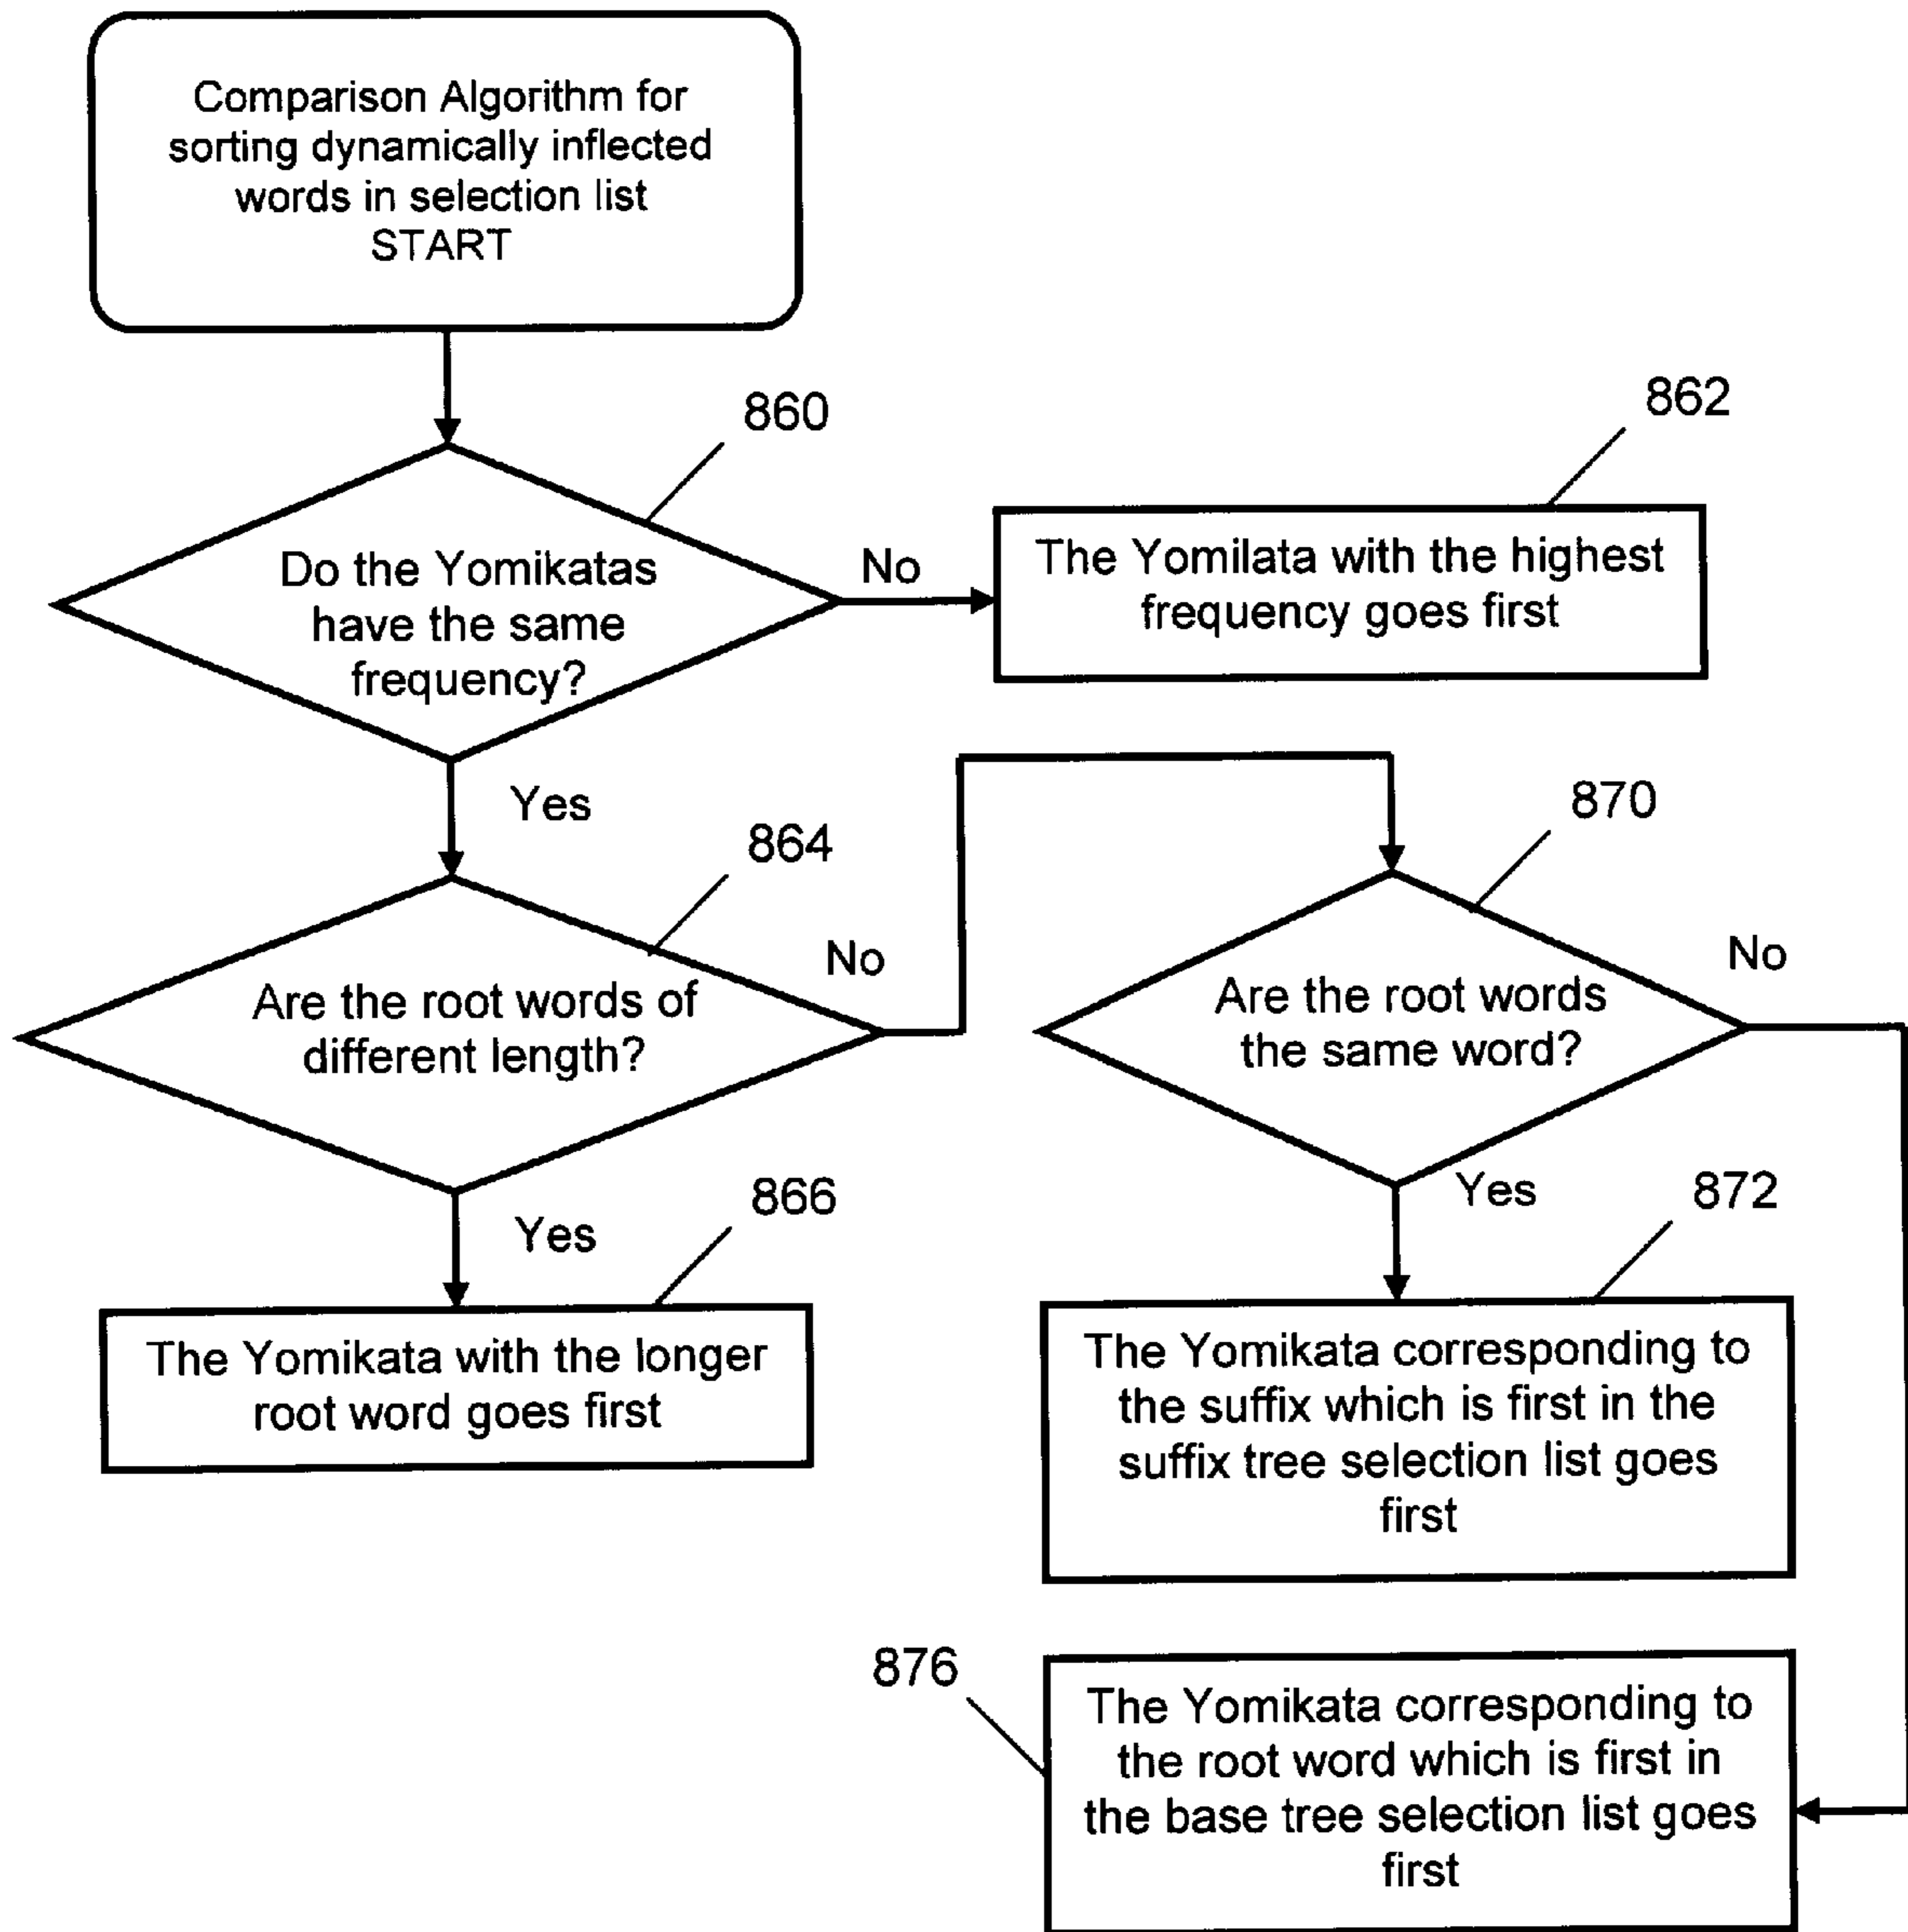 Comparison Algorithm for
sorting dynamically inflected
words in selection list
START
860
862
Do the Yomikatas
have the same
frequency?
No
The Yomilata with the highest
frequency goes first
Yes
864
870
Are the root words of
different length?
No
Are the root words
the same word?
No
Yes
866
The Yomikata with the longer
root word goes first
Yes
872
The Yomikata corresponding to
the suffix which is first in the
suffix tree selection list goes
first
876
The Yomikata corresponding to
the root word which is first in
the base tree selection list goes
first